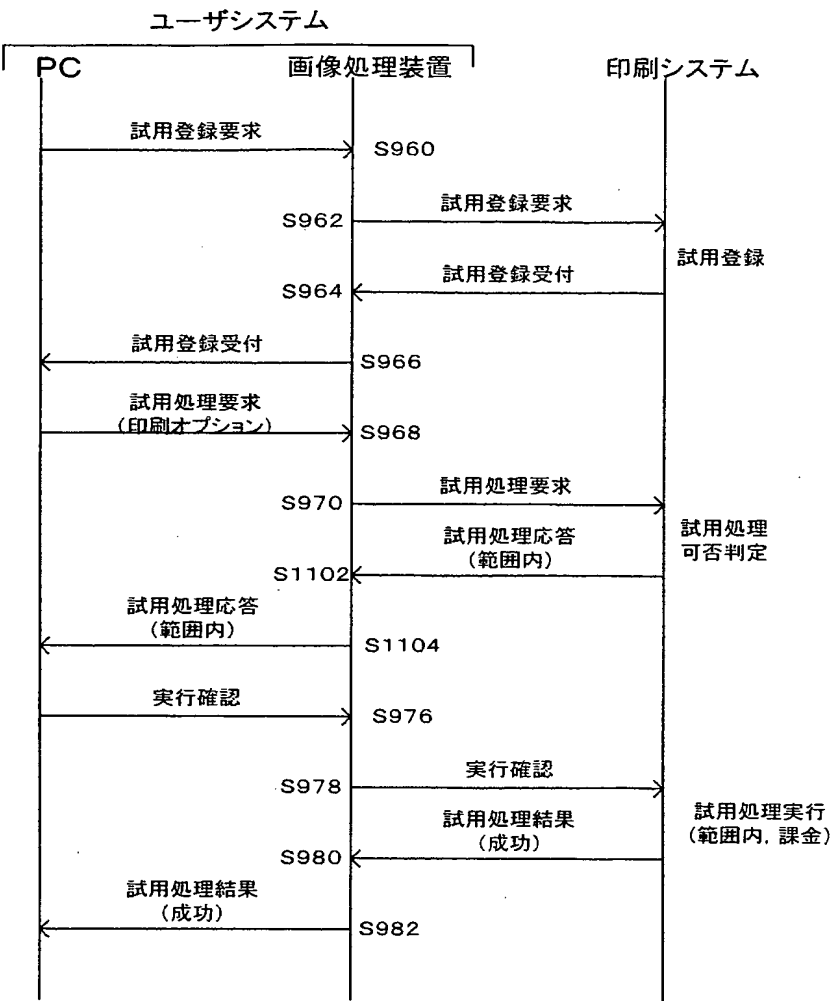 ユーザシステム
PC
画像処理装置
印刷システム
試用登録要求
S960
試用登録要求
S962
試用登録
試用登録受付
S964
試用登録受付
S966
試用処理要求
(印刷オプション)
S968
試用処理要求
S970
試用処理
可否判定
試用処理応答
(範囲内)
S1102
試用処理応答
(範囲内)
S1104
実行確認
S976
実行確認
S978
試用処理実行
(範囲内, 課金)
試用処理結果
(成功)
S980
試用処理結果
(成功)
S982